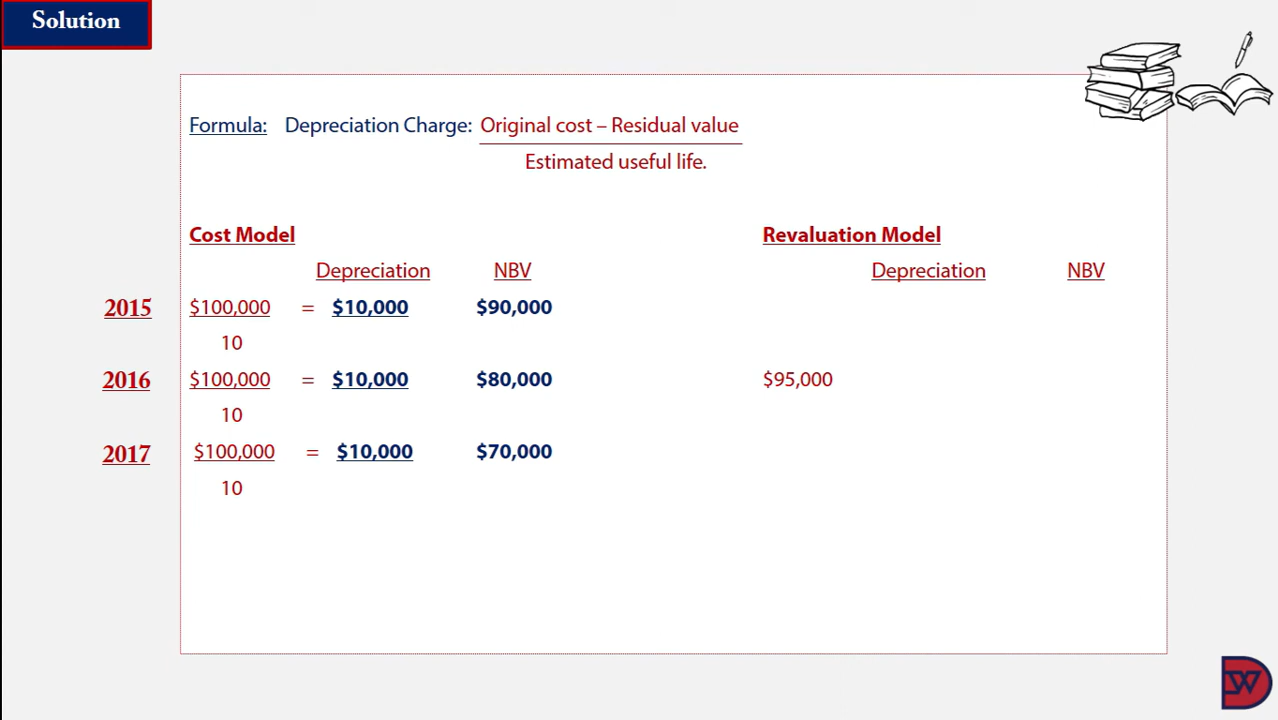 Solution
Formula: Depreciation Charge: Original cost – Residual value
Estimated useful life.
Cost Model Revaluation Model
Depreciation NBV Depreciation NBV
2015 $100,000 = $10,000 $90,000
10
2016 $100,000 = $10,000 $80,000 $95,000
10
2017 $100,000 = $10,000 $70,000
10
DW